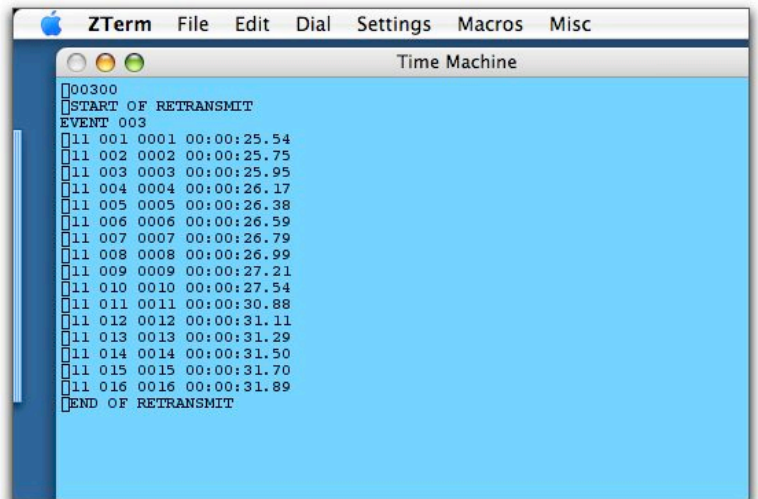 ZTerm File Edit Dial Settings Macros Misc
Time Machine
00300
START OF RETRANSMIT
EVENT 003
11 001 0001 00:00:25.54
11 002 0002 00:00:25.75
11 003 0003 00:00:25.95
11 004 0004 00:00:26.17
11 005 0005 00:00:26.38
11 006 0006 00:00:26.59
11 007 0007 00:00:26.79
11 008 0008 00:00:26.99
11 009 0009 00:00:27.21
11 010 0010 00:00:27.54
11 011 0011 00:00:30.88
11 012 0012 00:00:31.11
11 013 0013 00:00:31.29
11 014 0014 00:00:31.50
11 015 0015 00:00:31.70
11 016 0016 00:00:31.89
END OF RETRANSMIT